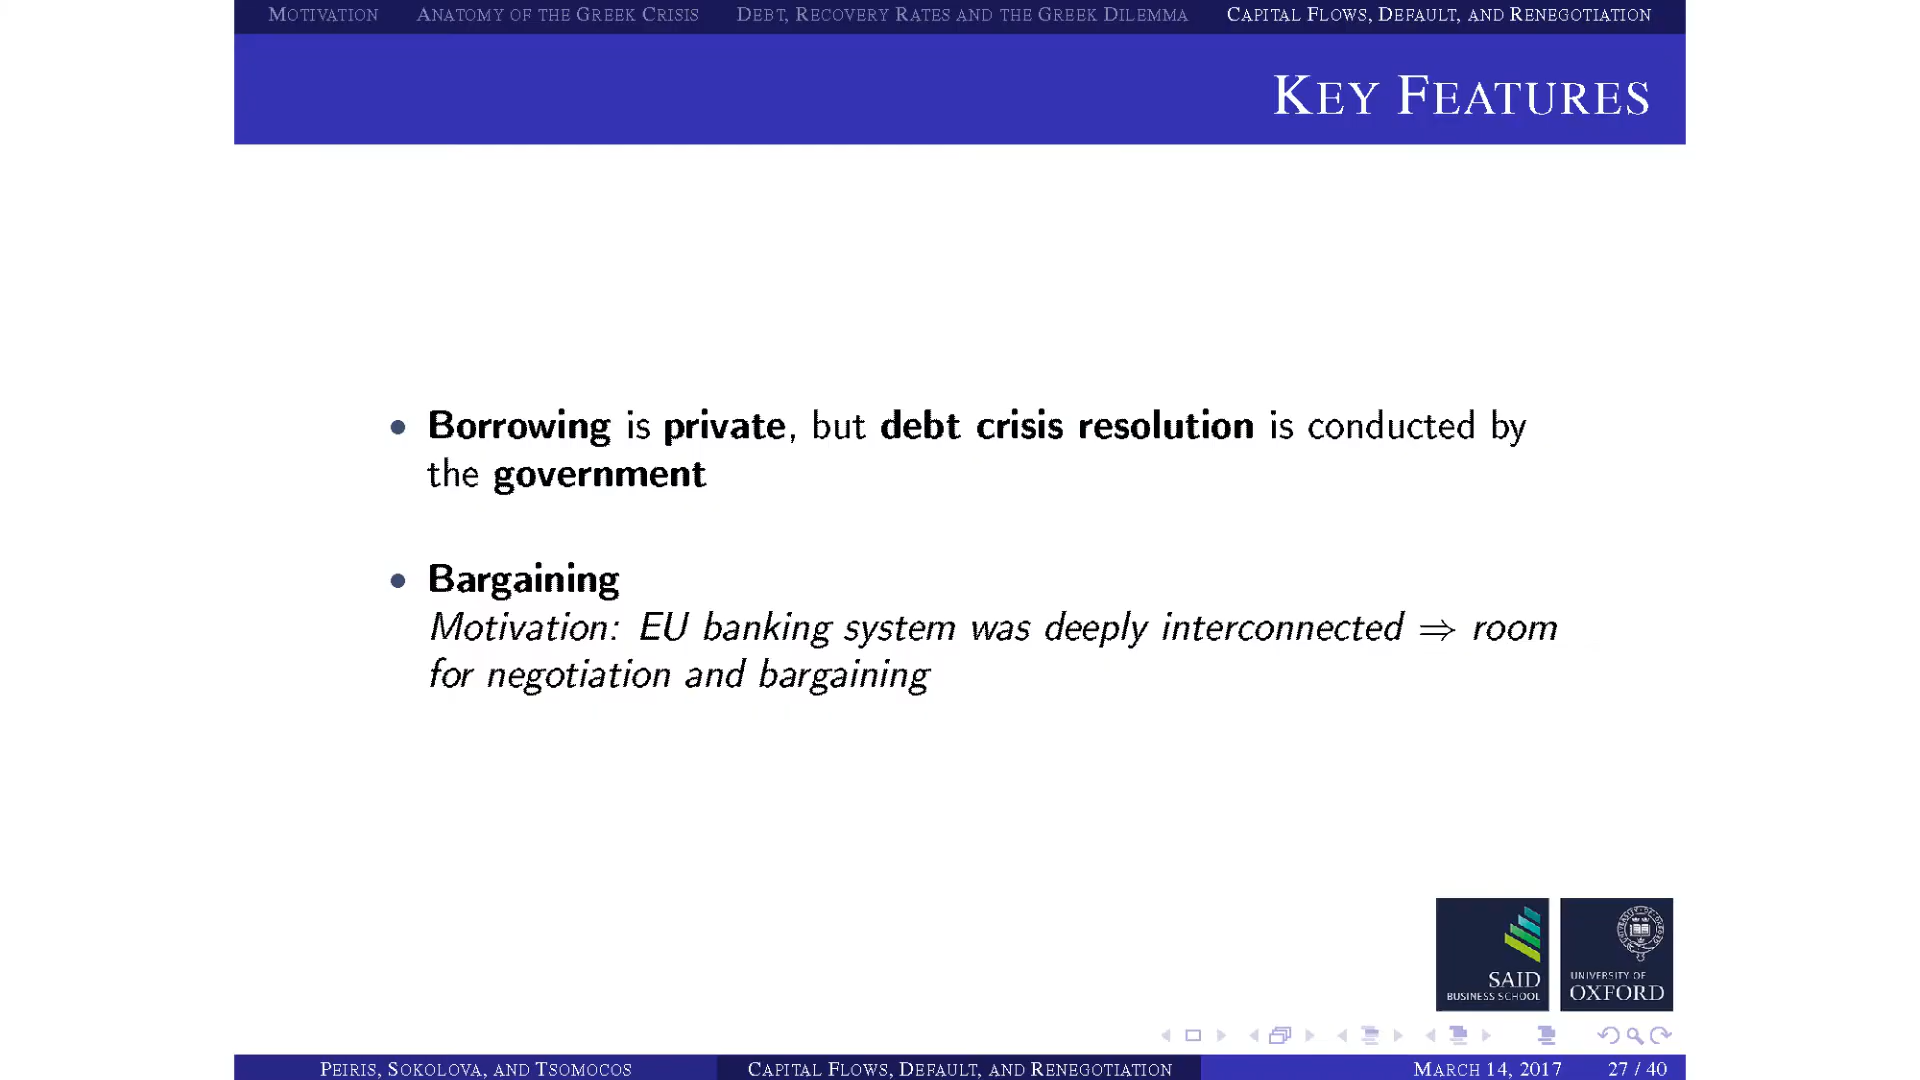 MOTIVATION ANATOMY OF THE GREEK CRISIS DEBT, RECOVERY RATES AND THE GREEK DILEMMA CAPITAL FLOWS, DEFAULT, AND RENEGOTIATION
KEY FEATURES
• Borrowing is private, but debt crisis resolution is conducted by
the government
• Bargaining
Motivation: EU banking system was deeply interconnected ⇒ room
for negotiation and bargaining
SAID
BUSINESS SCHOOL
UNIVERSITY OF
OXFORD
PEIRIS, SOKOLOVA, AND TSOMOCOS CAPITAL FLOWS, DEFAULT, AND RENEGOTIATION MARCH 14, 2017 27 / 40